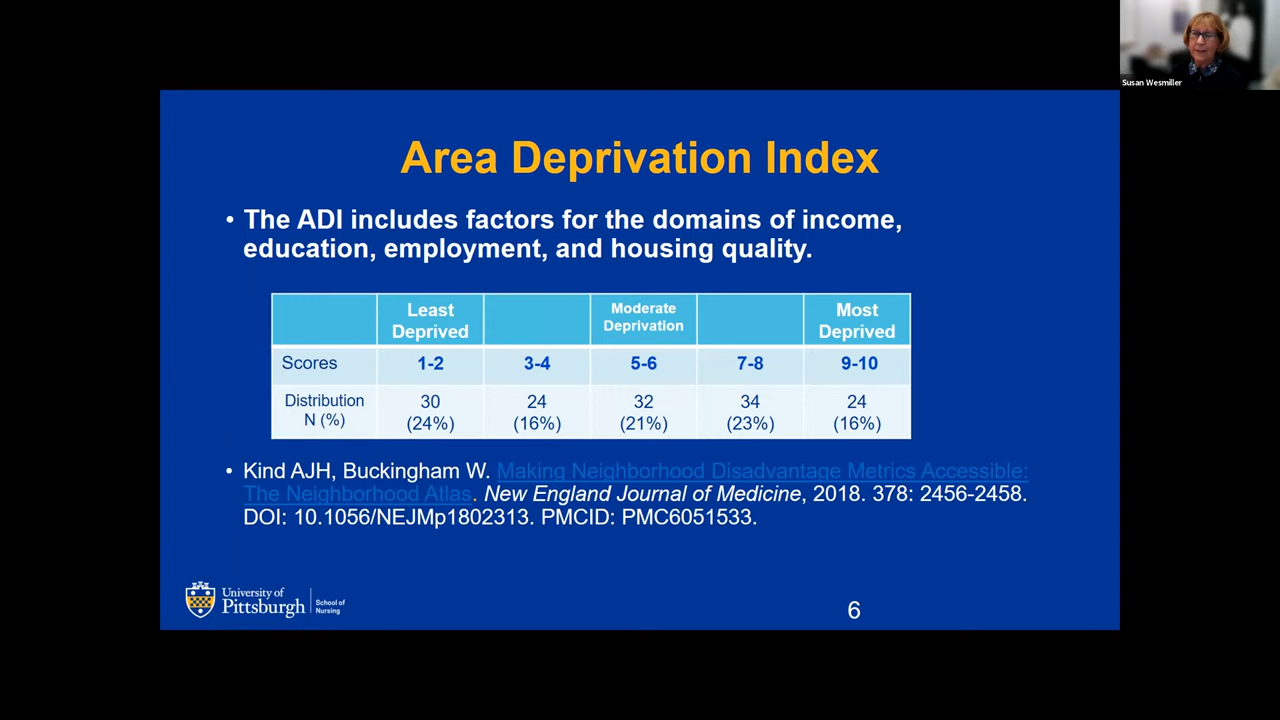 Susan Wesmiller
Area Deprivation Index
• The ADI includes factors for the domains of income,
education, employment, and housing quality.
Least Deprived | | Moderate Deprivation | | Most Deprived
Scores | 1-2 | 3-4 | 5-6 | 7-8 | 9-10
Distribution N (%) | 30 (24%) | 24 (16%) | 32 (21%) | 34 (23%) | 24 (16%)
• Kind AJH, Buckingham W. Making Neighborhood Disadvantage Metrics Accessible:
The Neighborhood Atlas. New England Journal of Medicine, 2018. 378: 2456-2458.
DOI: 10.1056/NEJMp1802313. PMCID: PMC6051533.
University of
Pittsburgh
School of
Nursing
6